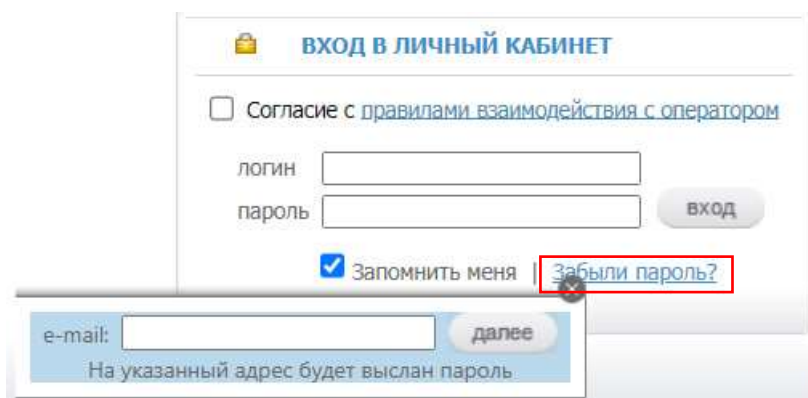 ВХОД В ЛИЧНЫЙ КАБИНЕТ
Согласие с правилами взаимодействия с оператором
логин
пароль вход
Запомнить меня | Забыли пароль?
e-mail: далее
На указанный адрес будет выслан пароль